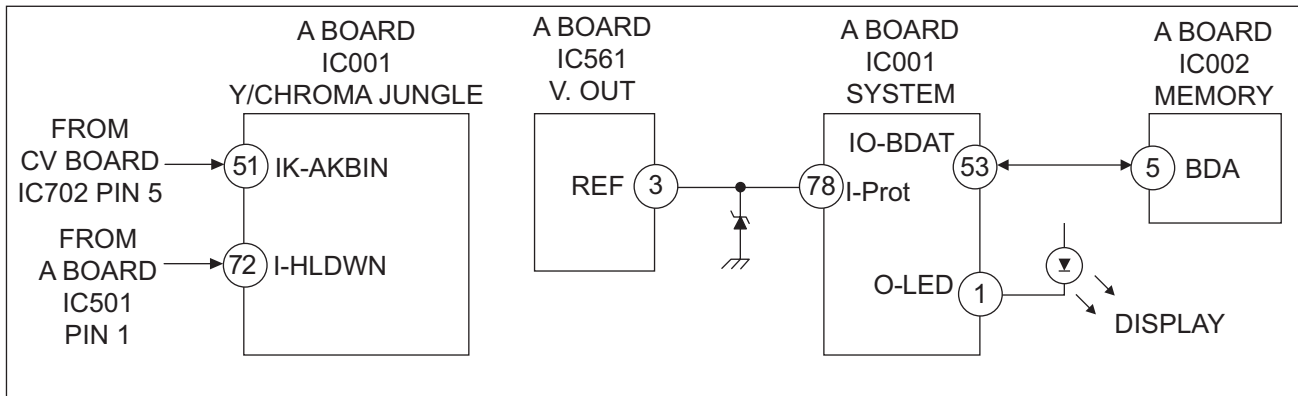 A BOARD
IC001
Y/CHROMA JUNGLE
FROM
CV BOARD
IC702 PIN 5
51
IK-AKBIN
FROM
A BOARD
IC501
PIN 1
72
I-HLDWN
A BOARD
IC561
V. OUT
REF
3
A BOARD
IC001
SYSTEM
78
I-Prot
IO-BDAT
53
O-LED
1
DISPLAY
A BOARD
IC002
MEMORY
5
BDA